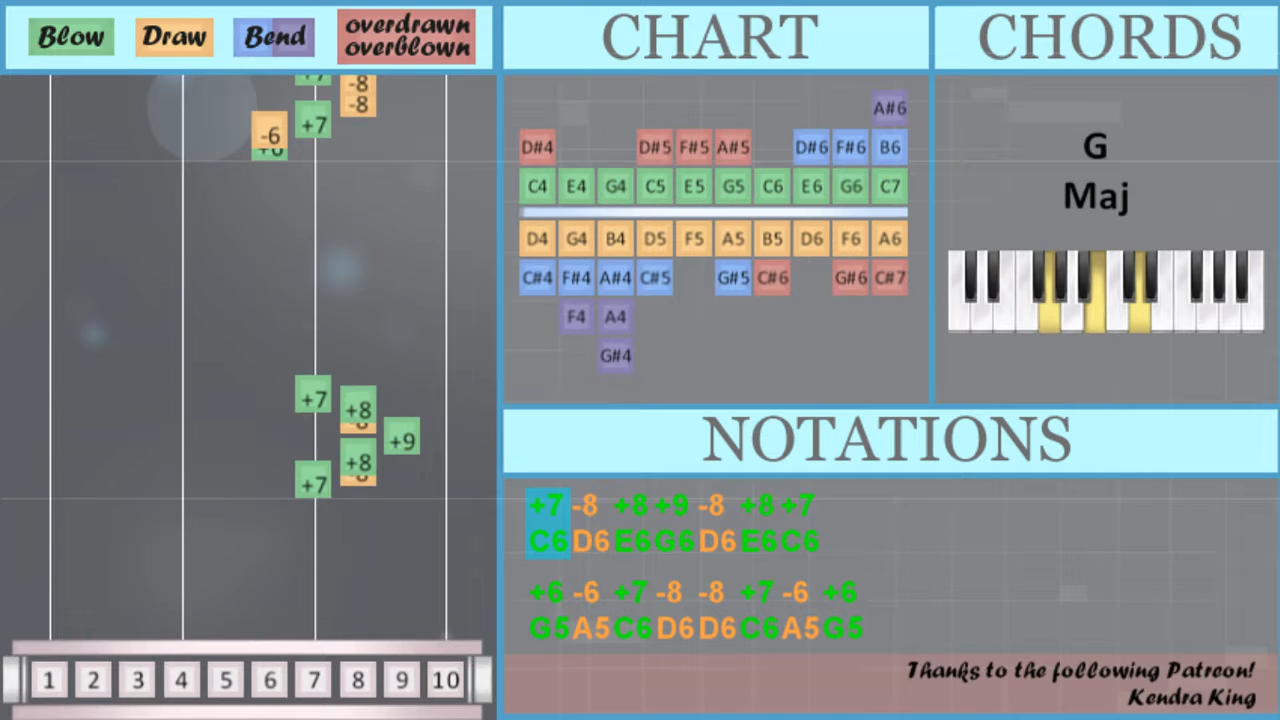 Blow Draw Bend overdrawn
overblown
CHART
CHORDS
+7 -8
-8
+7
-6
+6
+7
+8
+9
+8
+7
1 2 3 4 5 6 7 8 9 10
A#6
D#4 D#5 F#5 A#5 D#6 F#6 B6
C4 E4 G4 C5 E5 G5 C6 E6 G6 C7
D4 G4 B4 D5 F5 A5 B5 D6 F6 A6
C#4 F#4 A#4 C#5 G#5 C#6 G#6 C#7
F4 A4
G#4
G
Maj
NOTATIONS
+7 -8 +8 +9 -8 +8 +7
C6 D6 E6 G6 D6 E6 C6
+6 -6 +7 -8 -8 +7 -6 +6
G5 A5 C6 D6 D6 C6 A5 G5
Thanks to the following Patreon!
Kendra King